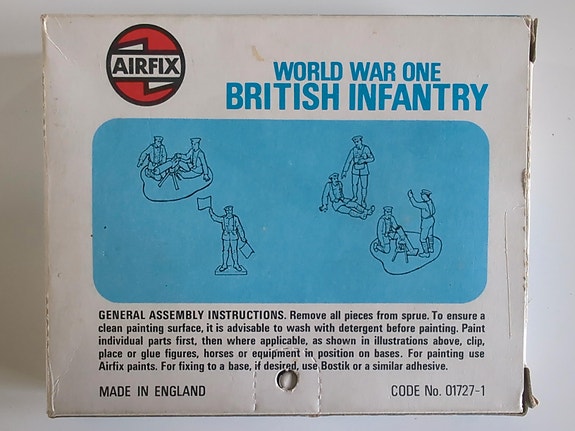 AIRFIX
WORLD WAR ONE
BRITISH INFANTRY
GENERAL ASSEMBLY INSTRUCTIONS. Remove all pieces from sprue. To ensure a
clean painting surface, it is advisable to wash with detergent before painting. Paint
individual parts first, then where applicable, as shown in illustrations above, clip,
place or glue figures, horses or equipment in position on bases. For painting use
Airfix paints. For fixing to a base, if desired, use Bostik or a similar adhesive.
MADE IN ENGLAND
CODE No. 01727-1